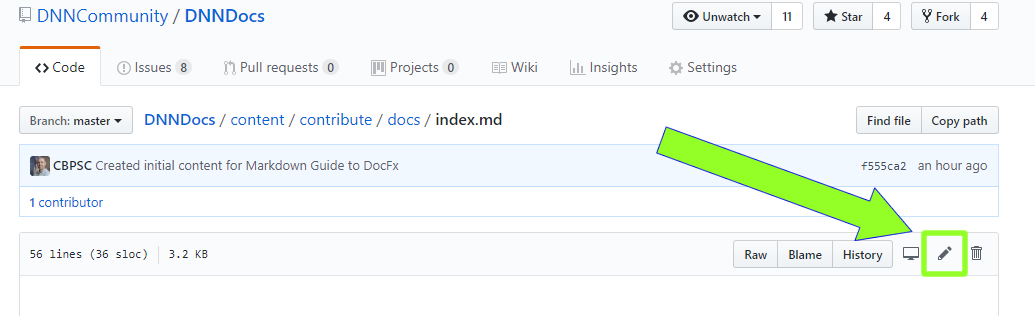 DNNCommunity / DNNDocs
Unwatch 11 Star 4 Fork 4
Code Issues 8 Pull requests 0 Projects 0 Wiki Insights Settings
Branch: master DNNDocs / content / contribute / docs / index.md Find file Copy path
CBPSC Created initial content for Markdown Guide to DocFx f555ca2 an hour ago
1 contributor
56 lines (36 sloc) 3.2 KB Raw Blame History